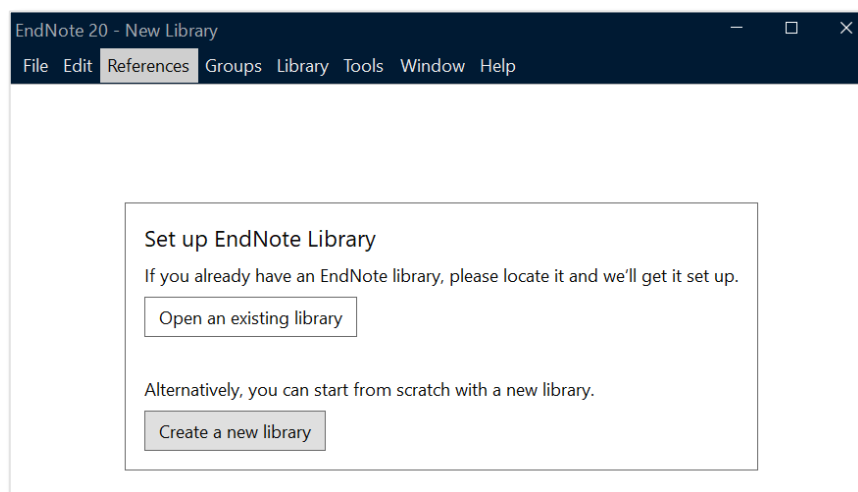 EndNote 20 - New Library
File Edit References Groups Library Tools Window Help
Set up EndNote Library
If you already have an EndNote library, please locate it and we'll get it set up.
Open an existing library
Alternatively, you can start from scratch with a new library.
Create a new library